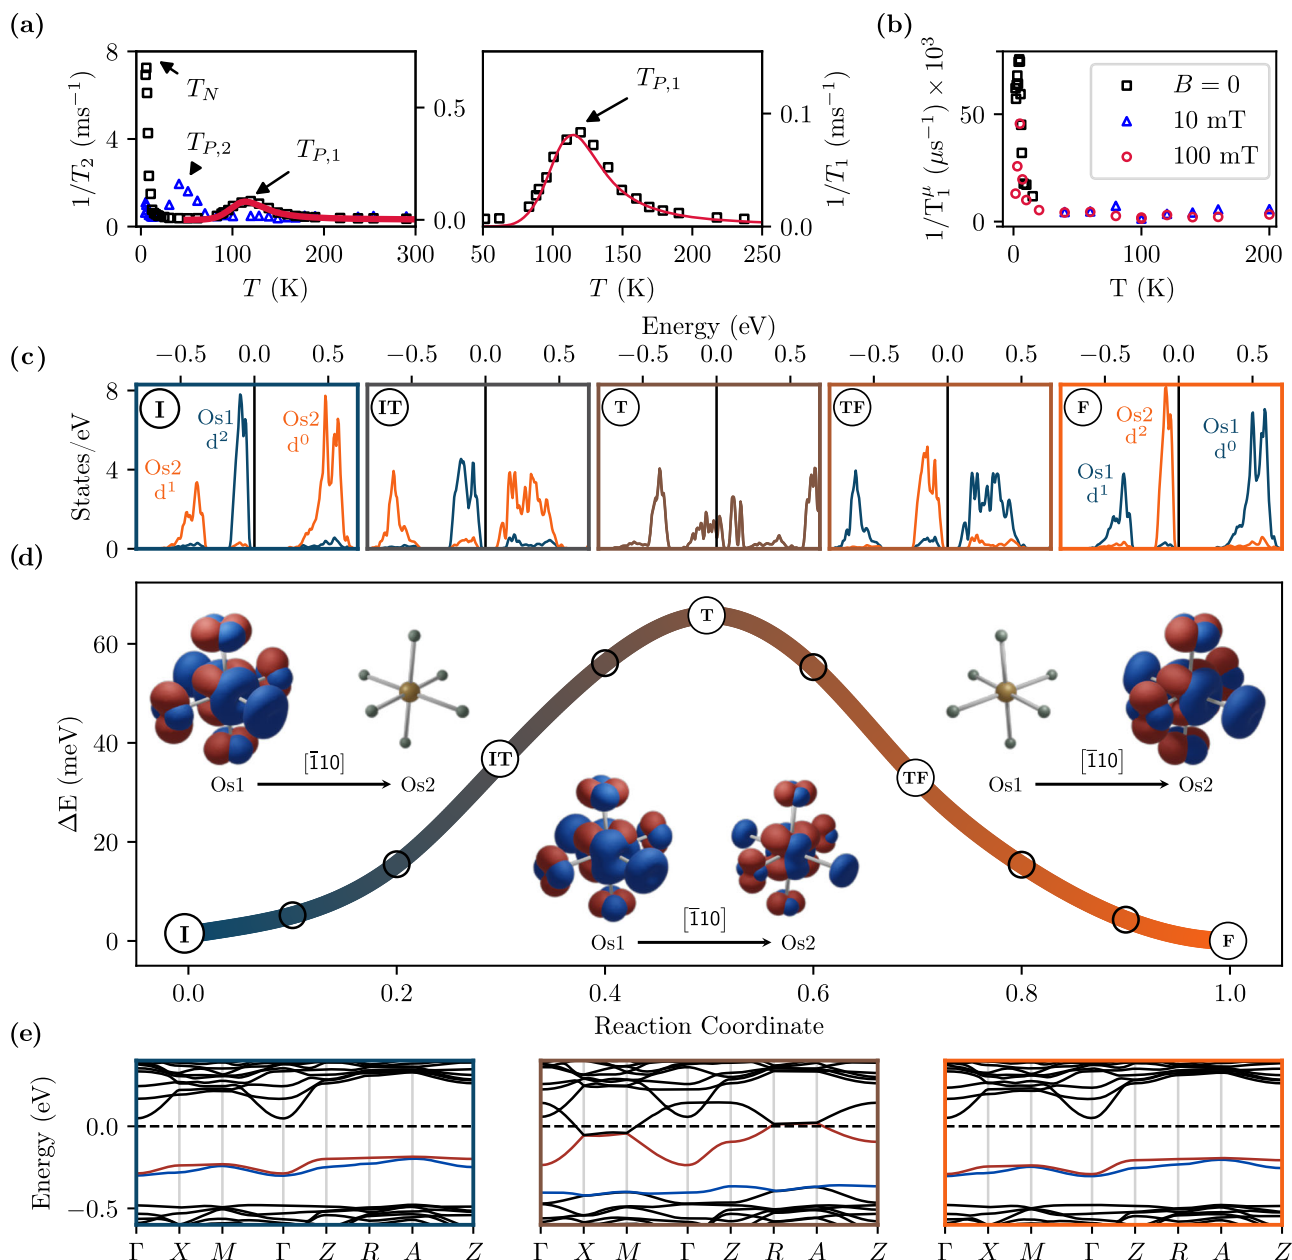 (a)
8
4
0
1/T₂ (ms⁻¹)
T_N
T_{P,2}
T_{P,1}
0.5
0.0
0 100 200 300
T (K)
T_{P,1}
0.1
0.0
1/T₁ (ms⁻¹)
50 100 150 200 250
T (K)
(b)
1/T₁^μ (μs⁻¹) × 10³
50
0
B = 0
10 mT
100 mT
0 100 200
T (K)
Energy (eV)
(c)
−0.5 0.0 0.5
−0.5 0.0 0.5
−0.5 0.0 0.5
−0.5 0.0 0.5
−0.5 0.0 0.5
States/eV
8
4
0
I
Os2
d¹
Os1
d²
Os2
d⁰
IT
T
TF
F
Os1
d¹
Os2
d²
Os1
d⁰
(d)
ΔE (meV)
60
40
20
0
I
IT
T
TF
F
Os1 [1̅10] Os2
Os1 [1̅10] Os2
Os1 [1̅10] Os2
0.0 0.2 0.4 0.6 0.8 1.0
Reaction Coordinate
(e)
Energy (eV)
0.0
−0.5
Γ X M Γ Z R A Z
Γ X M Γ Z R A Z
Γ X M Γ Z R A Z